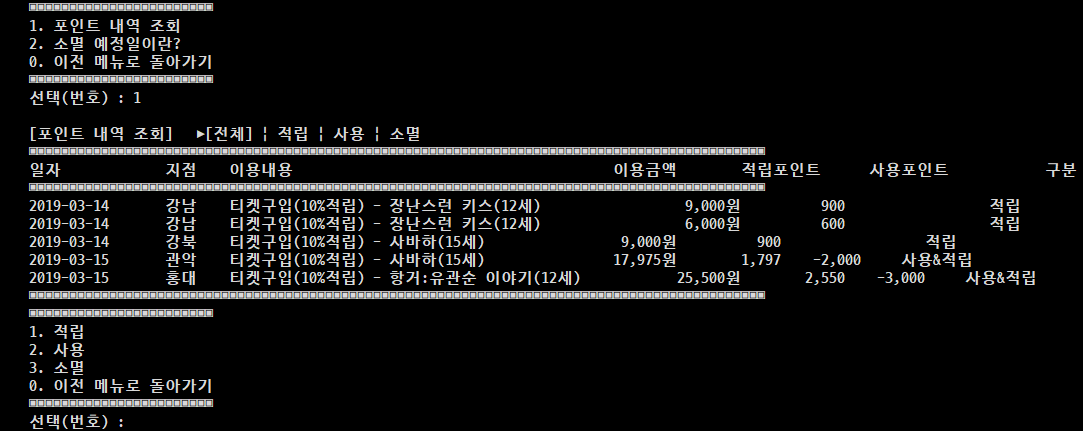 1. 포인트 내역 조회
2. 소멸 예정일이란?
0. 이전 메뉴로 돌아가기
선택(번호) : 1
[포인트 내역 조회] ▶[전체] ¦ 적립 ¦ 사용 ¦ 소멸
일자 지점 이용내용 이용금액 적립포인트 사용포인트 구분
2019-03-14 강남 티켓구입(10%적립) - 장난스런 키스(12세) 9,000원 900 적립
2019-03-14 강남 티켓구입(10%적립) - 장난스런 키스(12세) 6,000원 600 적립
2019-03-14 강북 티켓구입(10%적립) - 사바하(15세) 9,000원 900 적립
2019-03-15 관악 티켓구입(10%적립) - 사바하(15세) 17,975원 1,797 -2,000 사용&적립
2019-03-15 홍대 티켓구입(10%적립) - 항거:유관순 이야기(12세) 25,500원 2,550 -3,000 사용&적립
1. 적립
2. 사용
3. 소멸
0. 이전 메뉴로 돌아가기
선택(번호) :